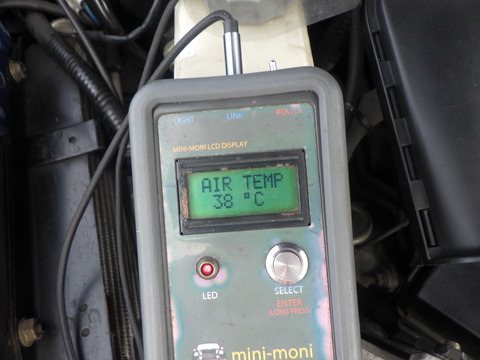 LIGHT LINK POWER
MINI-MONI LCD DISPLAY
AIR TEMP
38 °C
LED
SELECT
ENTER
(LONG PRESS)
mini-moni